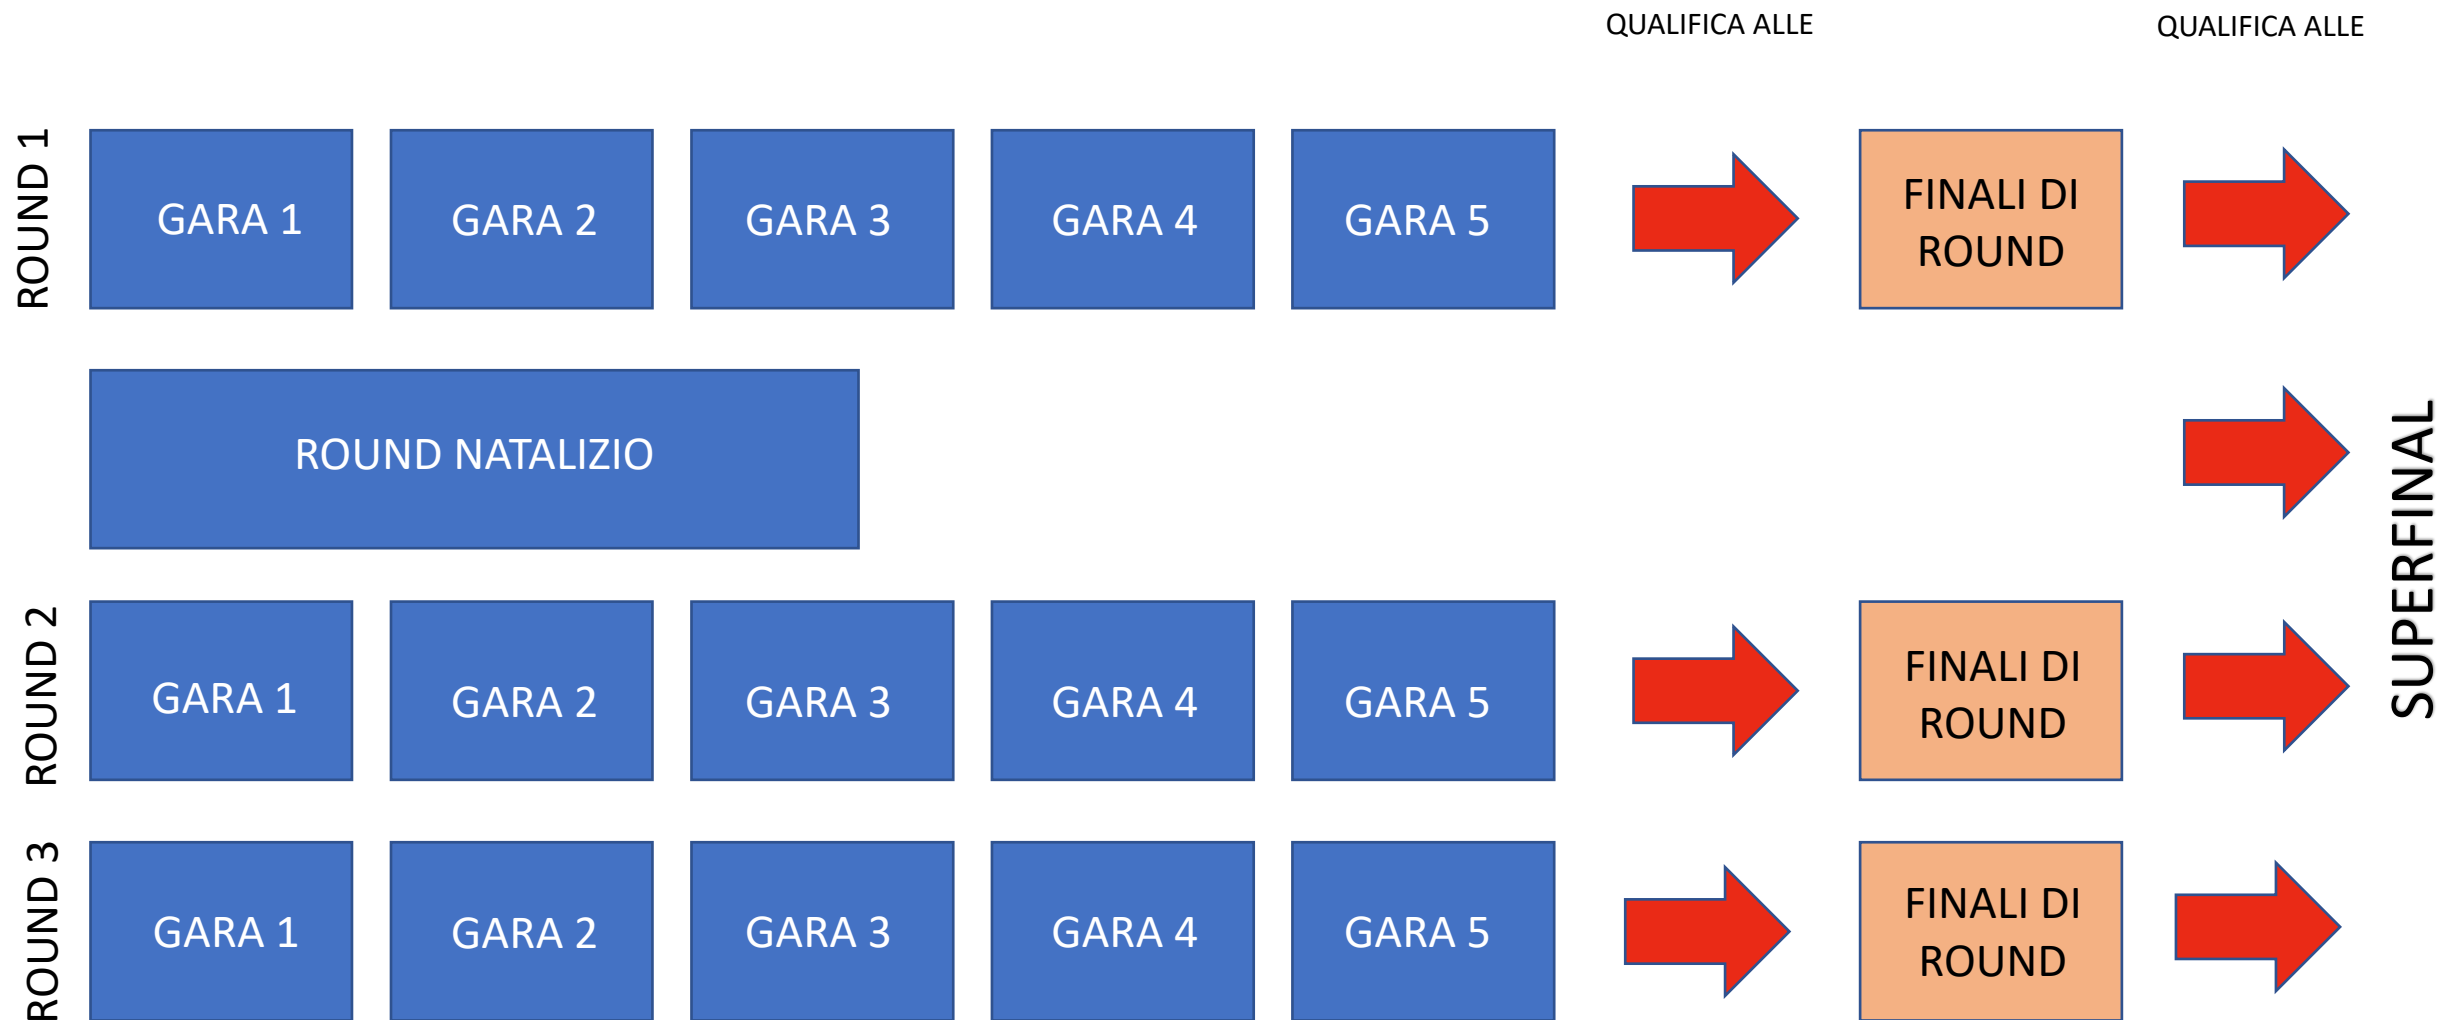 QUALIFICA ALLE
QUALIFICA ALLE
ROUND 1
GARA 1
GARA 2
GARA 3
GARA 4
GARA 5
FINALI DI
ROUND
ROUND NATALIZIO
SUPERFINAL
ROUND 2
GARA 1
GARA 2
GARA 3
GARA 4
GARA 5
FINALI DI
ROUND
ROUND 3
GARA 1
GARA 2
GARA 3
GARA 4
GARA 5
FINALI DI
ROUND